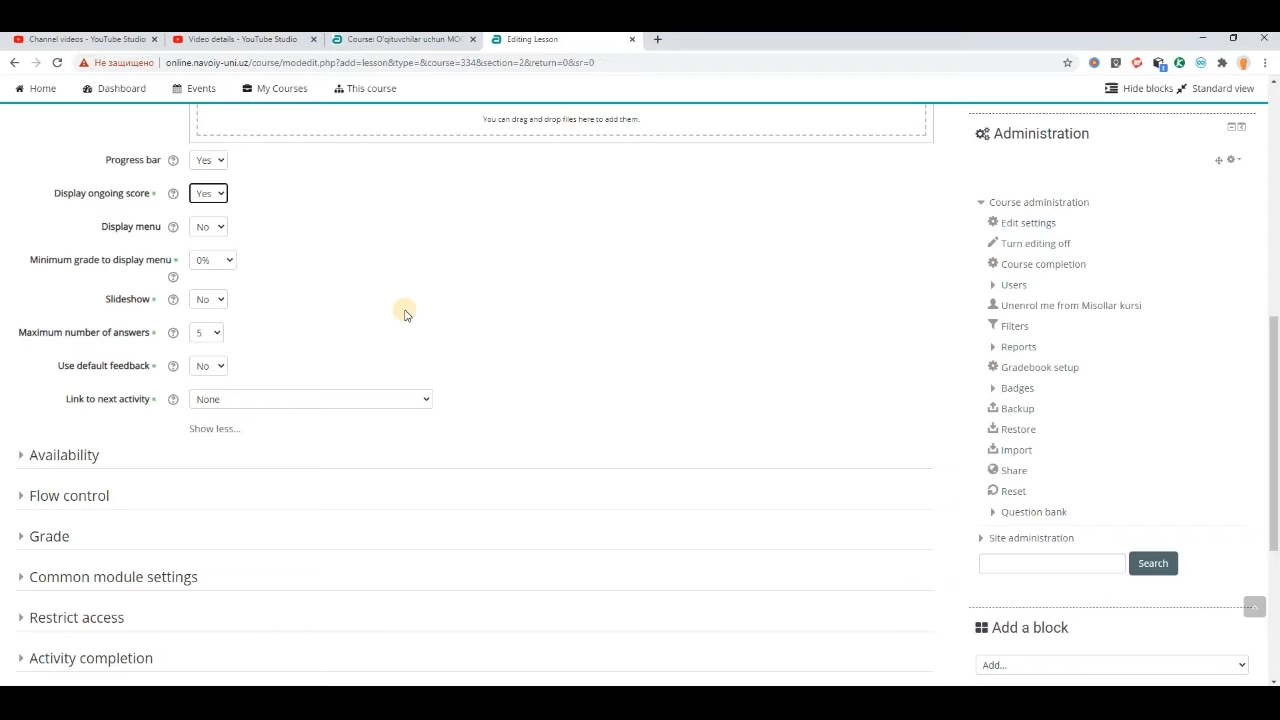 Channel videos - YouTube Studio
Video details - YouTube Studio
Course: O'qituvchilar uchun MOO
Editing Lesson
Не защищено
online.navoiy-uni.uz/course/modedit.php?add=lesson&type=&course=334&section=2&return=0&sr=0
Home
Dashboard
Events
My Courses
This course
Hide blocks
Standard view
You can drag and drop files here to add them.
Progress bar
Yes
Display ongoing score
Yes
Display menu
No
Minimum grade to display menu
0%
Slideshow
No
Maximum number of answers
5
Use default feedback
No
Link to next activity
None
Show less...
Availability
Flow control
Grade
Common module settings
Restrict access
Activity completion
Administration
Course administration
Edit settings
Turn editing off
Course completion
Users
Unenrol me from Misollar kursi
Filters
Reports
Gradebook setup
Badges
Backup
Restore
Import
Share
Reset
Question bank
Site administration
Search
Add a block
Add...